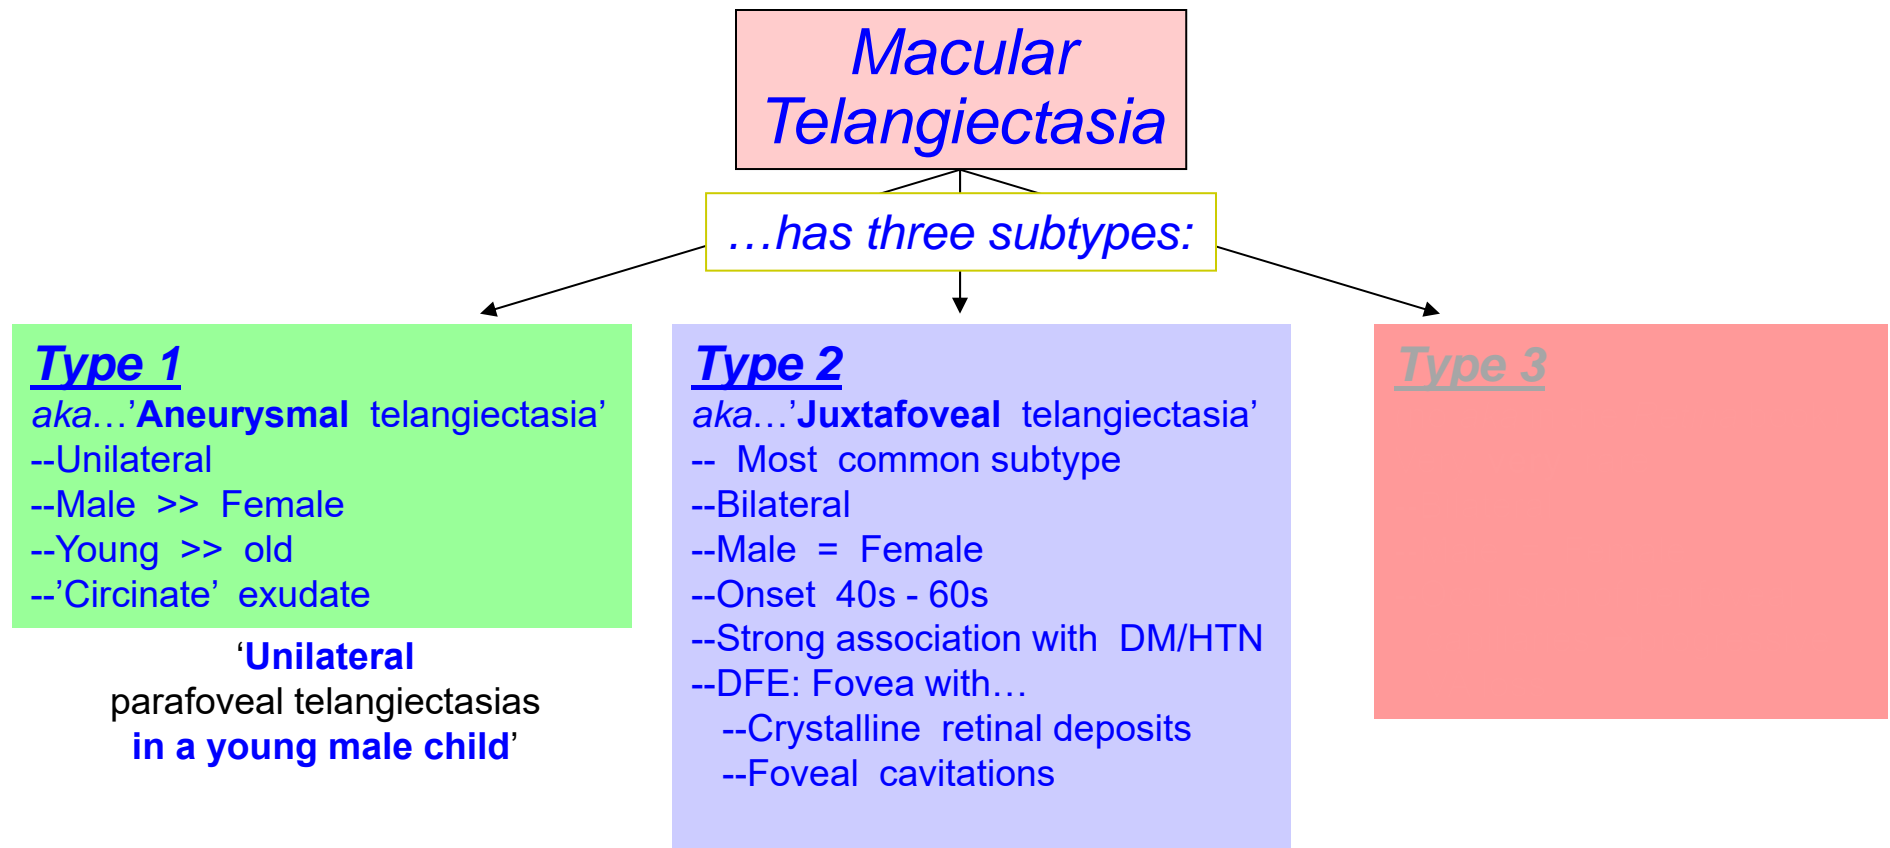 Macular
Telangiectasia
…has three subtypes:
Type 1
aka…’Aneurysmal telangiectasia’
--Unilateral
--Male >> Female
--Young >> old
--’Circinate’ exudate
‘Unilateral
parafoveal telangiectasias
in a young male child’
Type 2
aka…’Juxtafoveal telangiectasia’
-- Most common subtype
--Bilateral
--Male = Female
--Onset 40s - 60s
--Strong association with DM/HTN
--DFE: Fovea with…
--Crystalline retinal deposits
--Foveal cavitations
Type 3